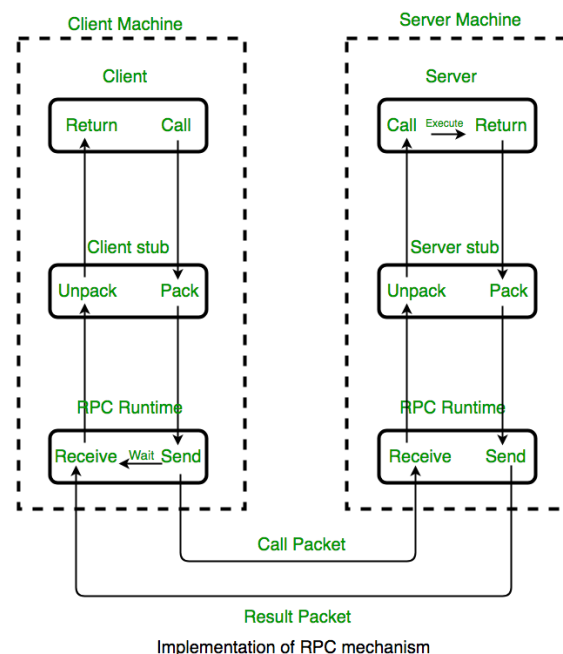 Client Machine
Server Machine
Client
Server
Return Call
Call Execute Return
Client stub
Server stub
Unpack Pack
Unpack Pack
RPC Runtime
RPC Runtime
Receive Wait Send
Receive Send
Call Packet
Result Packet
Implementation of RPC mechanism